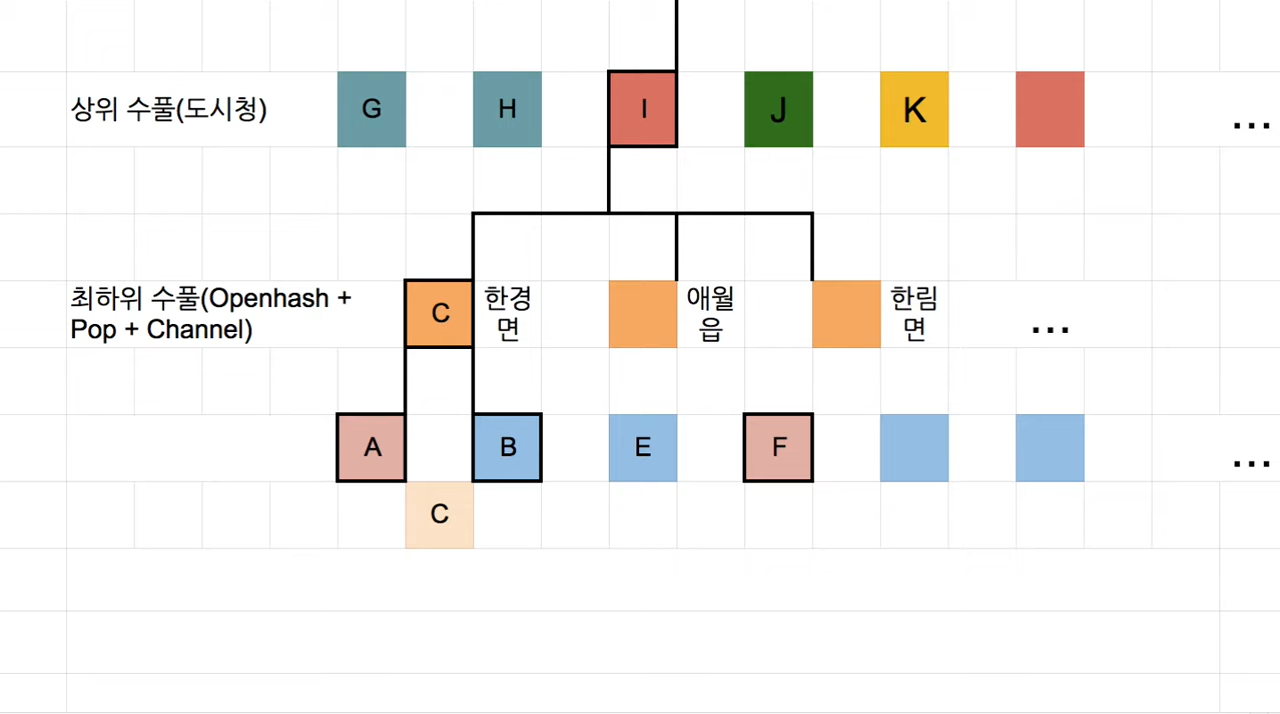 상위 수풀(도시청)
G
H
I
J
K
...
최하위 수풀(Openhash +
Pop + Channel)
C
한경
면
애월
읍
한림
면
...
A
B
E
F
...
C